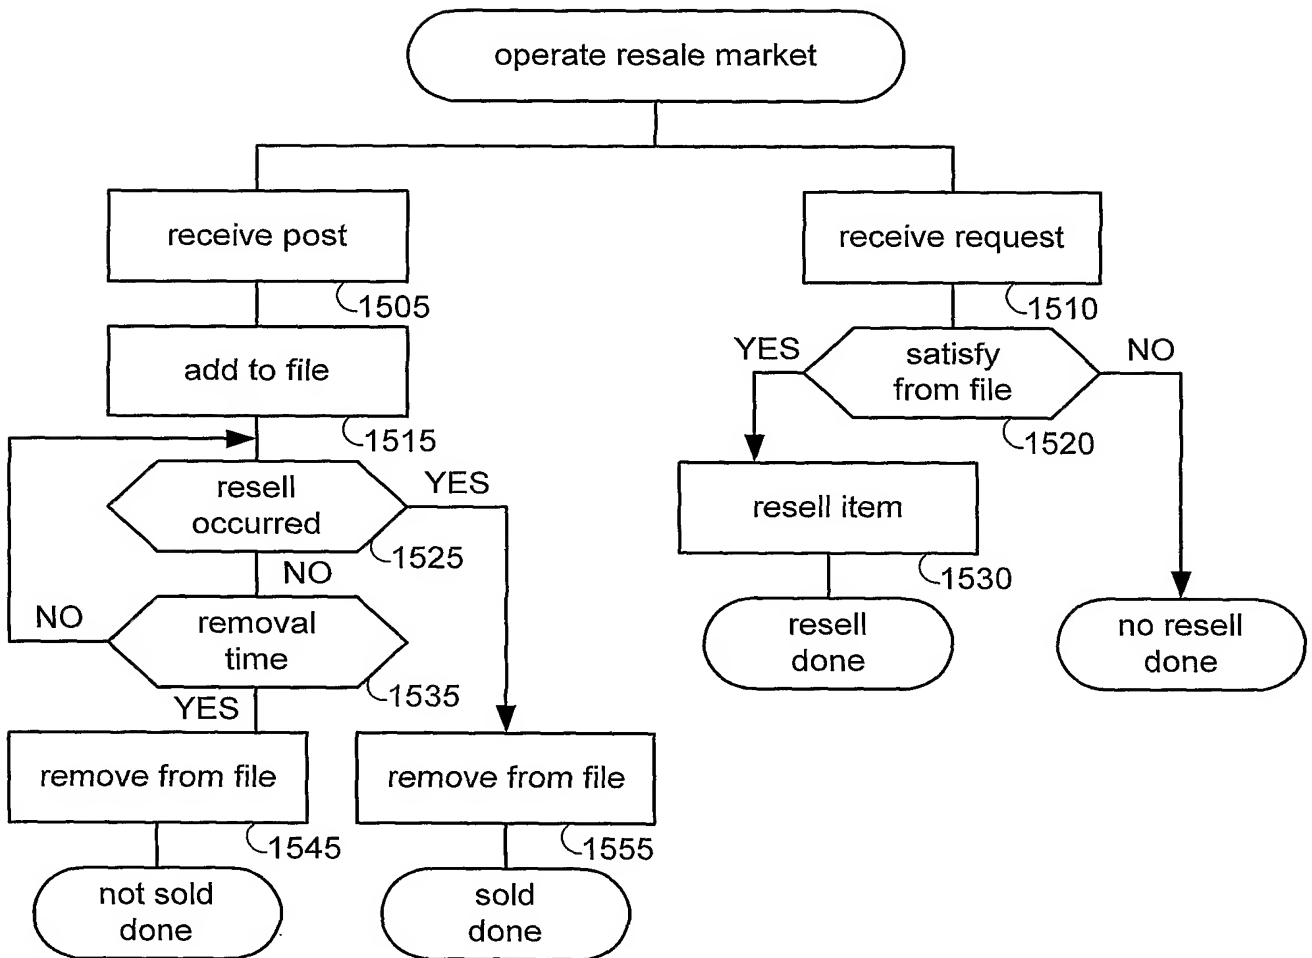 operate resale market
receive post
1505
receive request
1510
add to file
1515
YES
satisfy
from file
NO
1520
resell
occurred
YES
1525
NO
resell item
1530
NO
removal
time
1535
YES
resell
done
no resell
done
remove from file
1545
remove from file
1555
not sold
done
sold
done